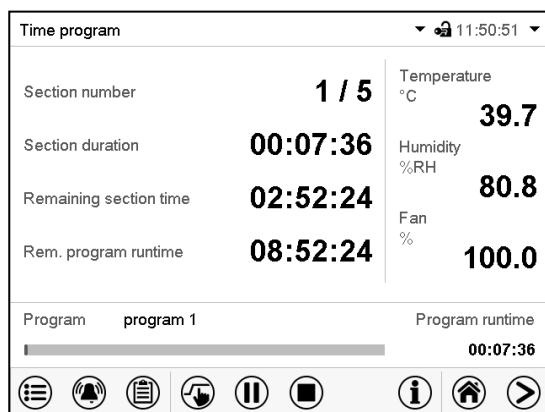 Time program 11:50:51
Section number 1 / 5
Section duration 00:07:36
Remaining section time 02:52:24
Rem. program runtime 08:52:24
Temperature
°C
39.7
Humidity
%RH
80.8
Fan
%
100.0
Program program 1 Program runtime
00:07:36